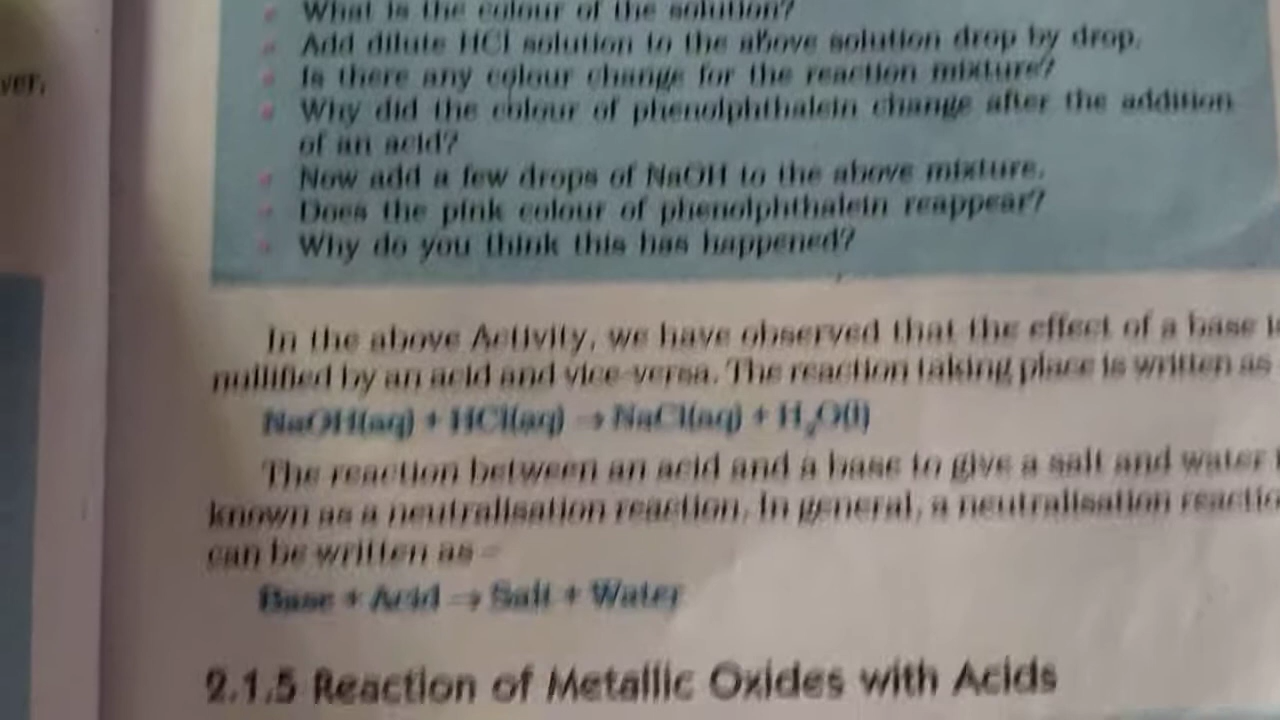 ver,
What is the colour of the solution?
Add dilute HCl solution to the above solution drop by drop.
Is there any colour change for the reaction mixture?
Why did the colour of phenolphthalein change after the addition
of an acid?
Now add a few drops of NaOH to the above mixture.
Does the pink colour of phenolphthalein reappear?
Why do you think this has happened?
In the above Activity, we have observed that the effect of a base is
nullified by an acid and vice-versa. The reaction taking place is written as
NaOH(aq) + HCl(aq) → NaCl(aq) + H₂O(l)
The reaction between an acid and a base to give a salt and water
known as a neutralisation reaction. In general, a neutralisation reactio
can be written as –
Base + Acid → Salt + Water
2.1.5 Reaction of Metallic Oxides with Acids